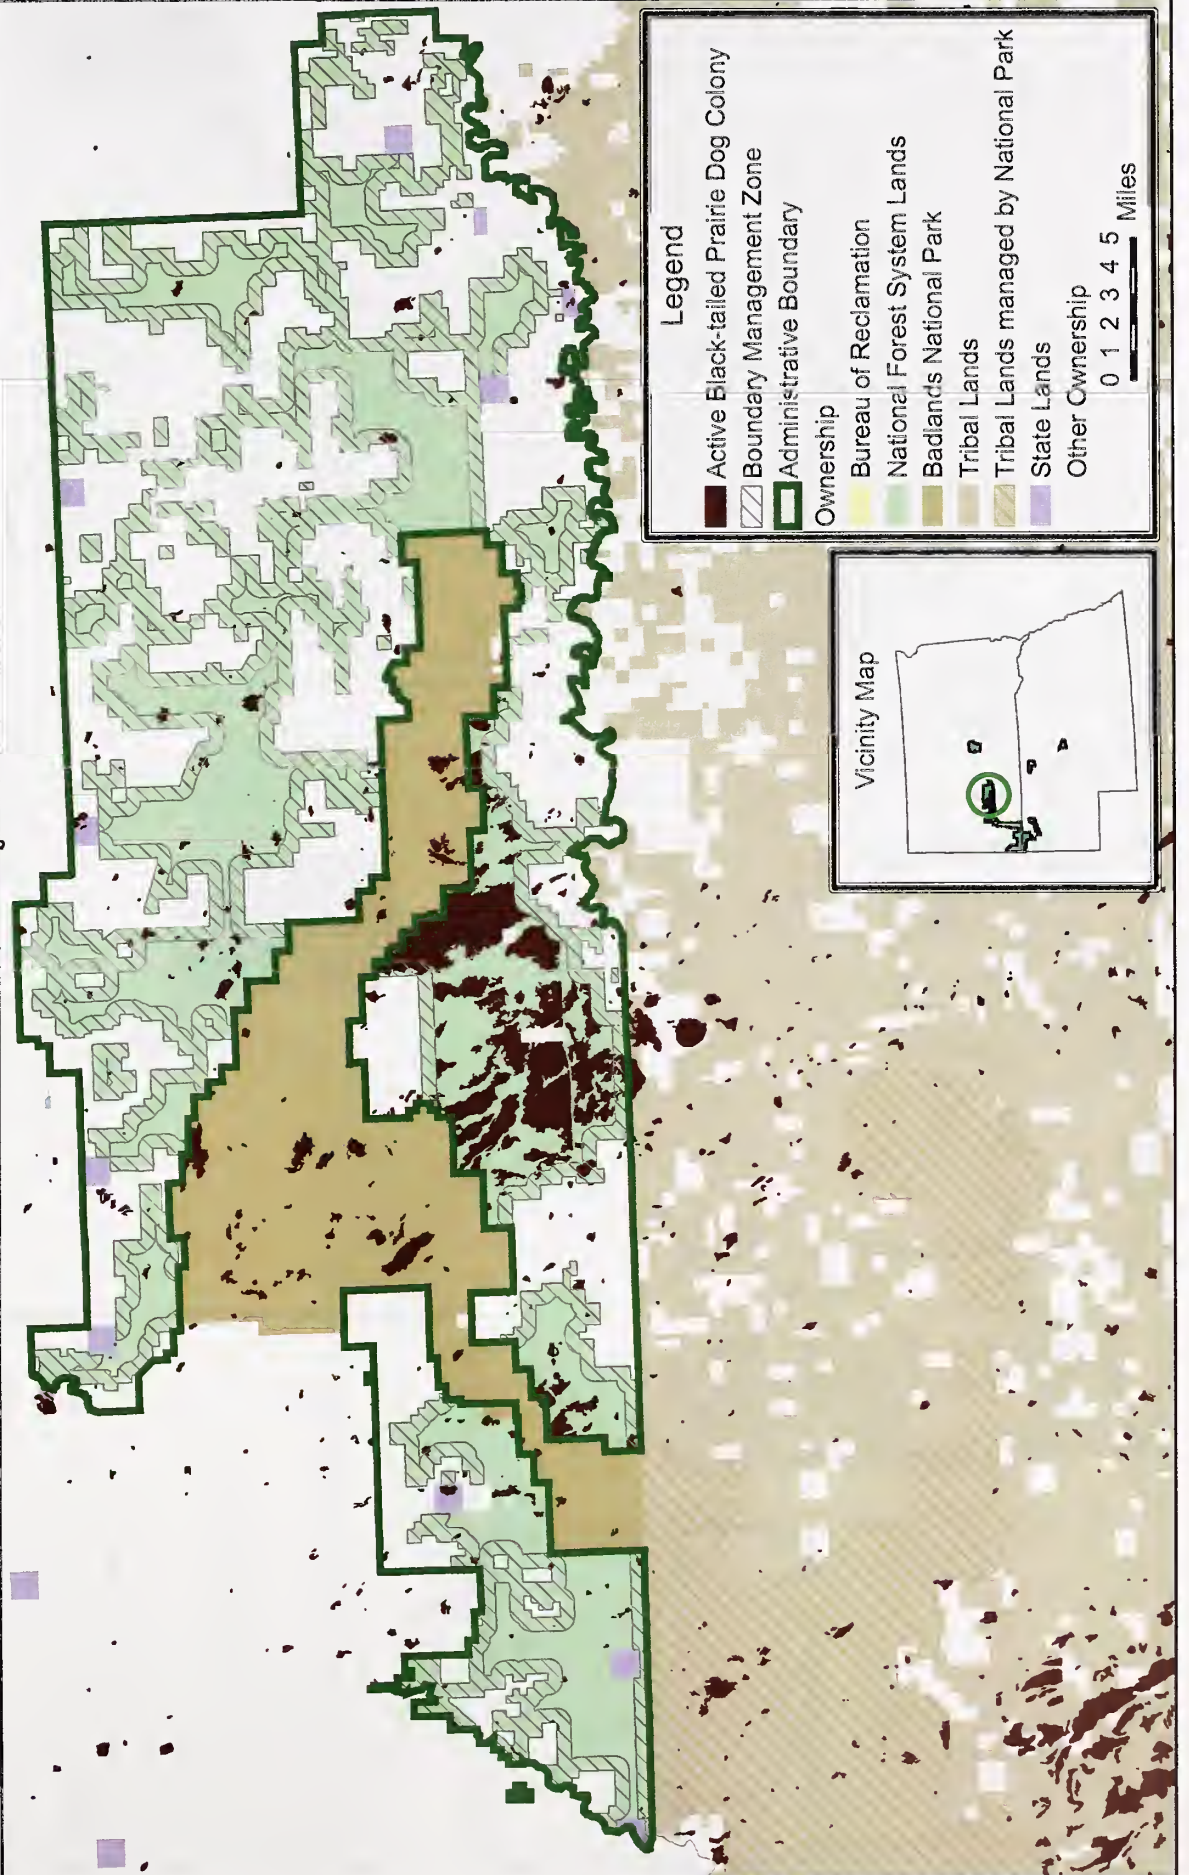 Legend
Active Black-tailed Prairie Dog Colony
Boundary Management Zone
Administrative Boundary
Ownership
Bureau of Reclamation
National Forest System Lands
Badlands National Park
Tribal Lands
Tribal Lands managed by National Park
State Lands
Other Ownership
0 1 2 3 4 5
Miles
Vicinity Map